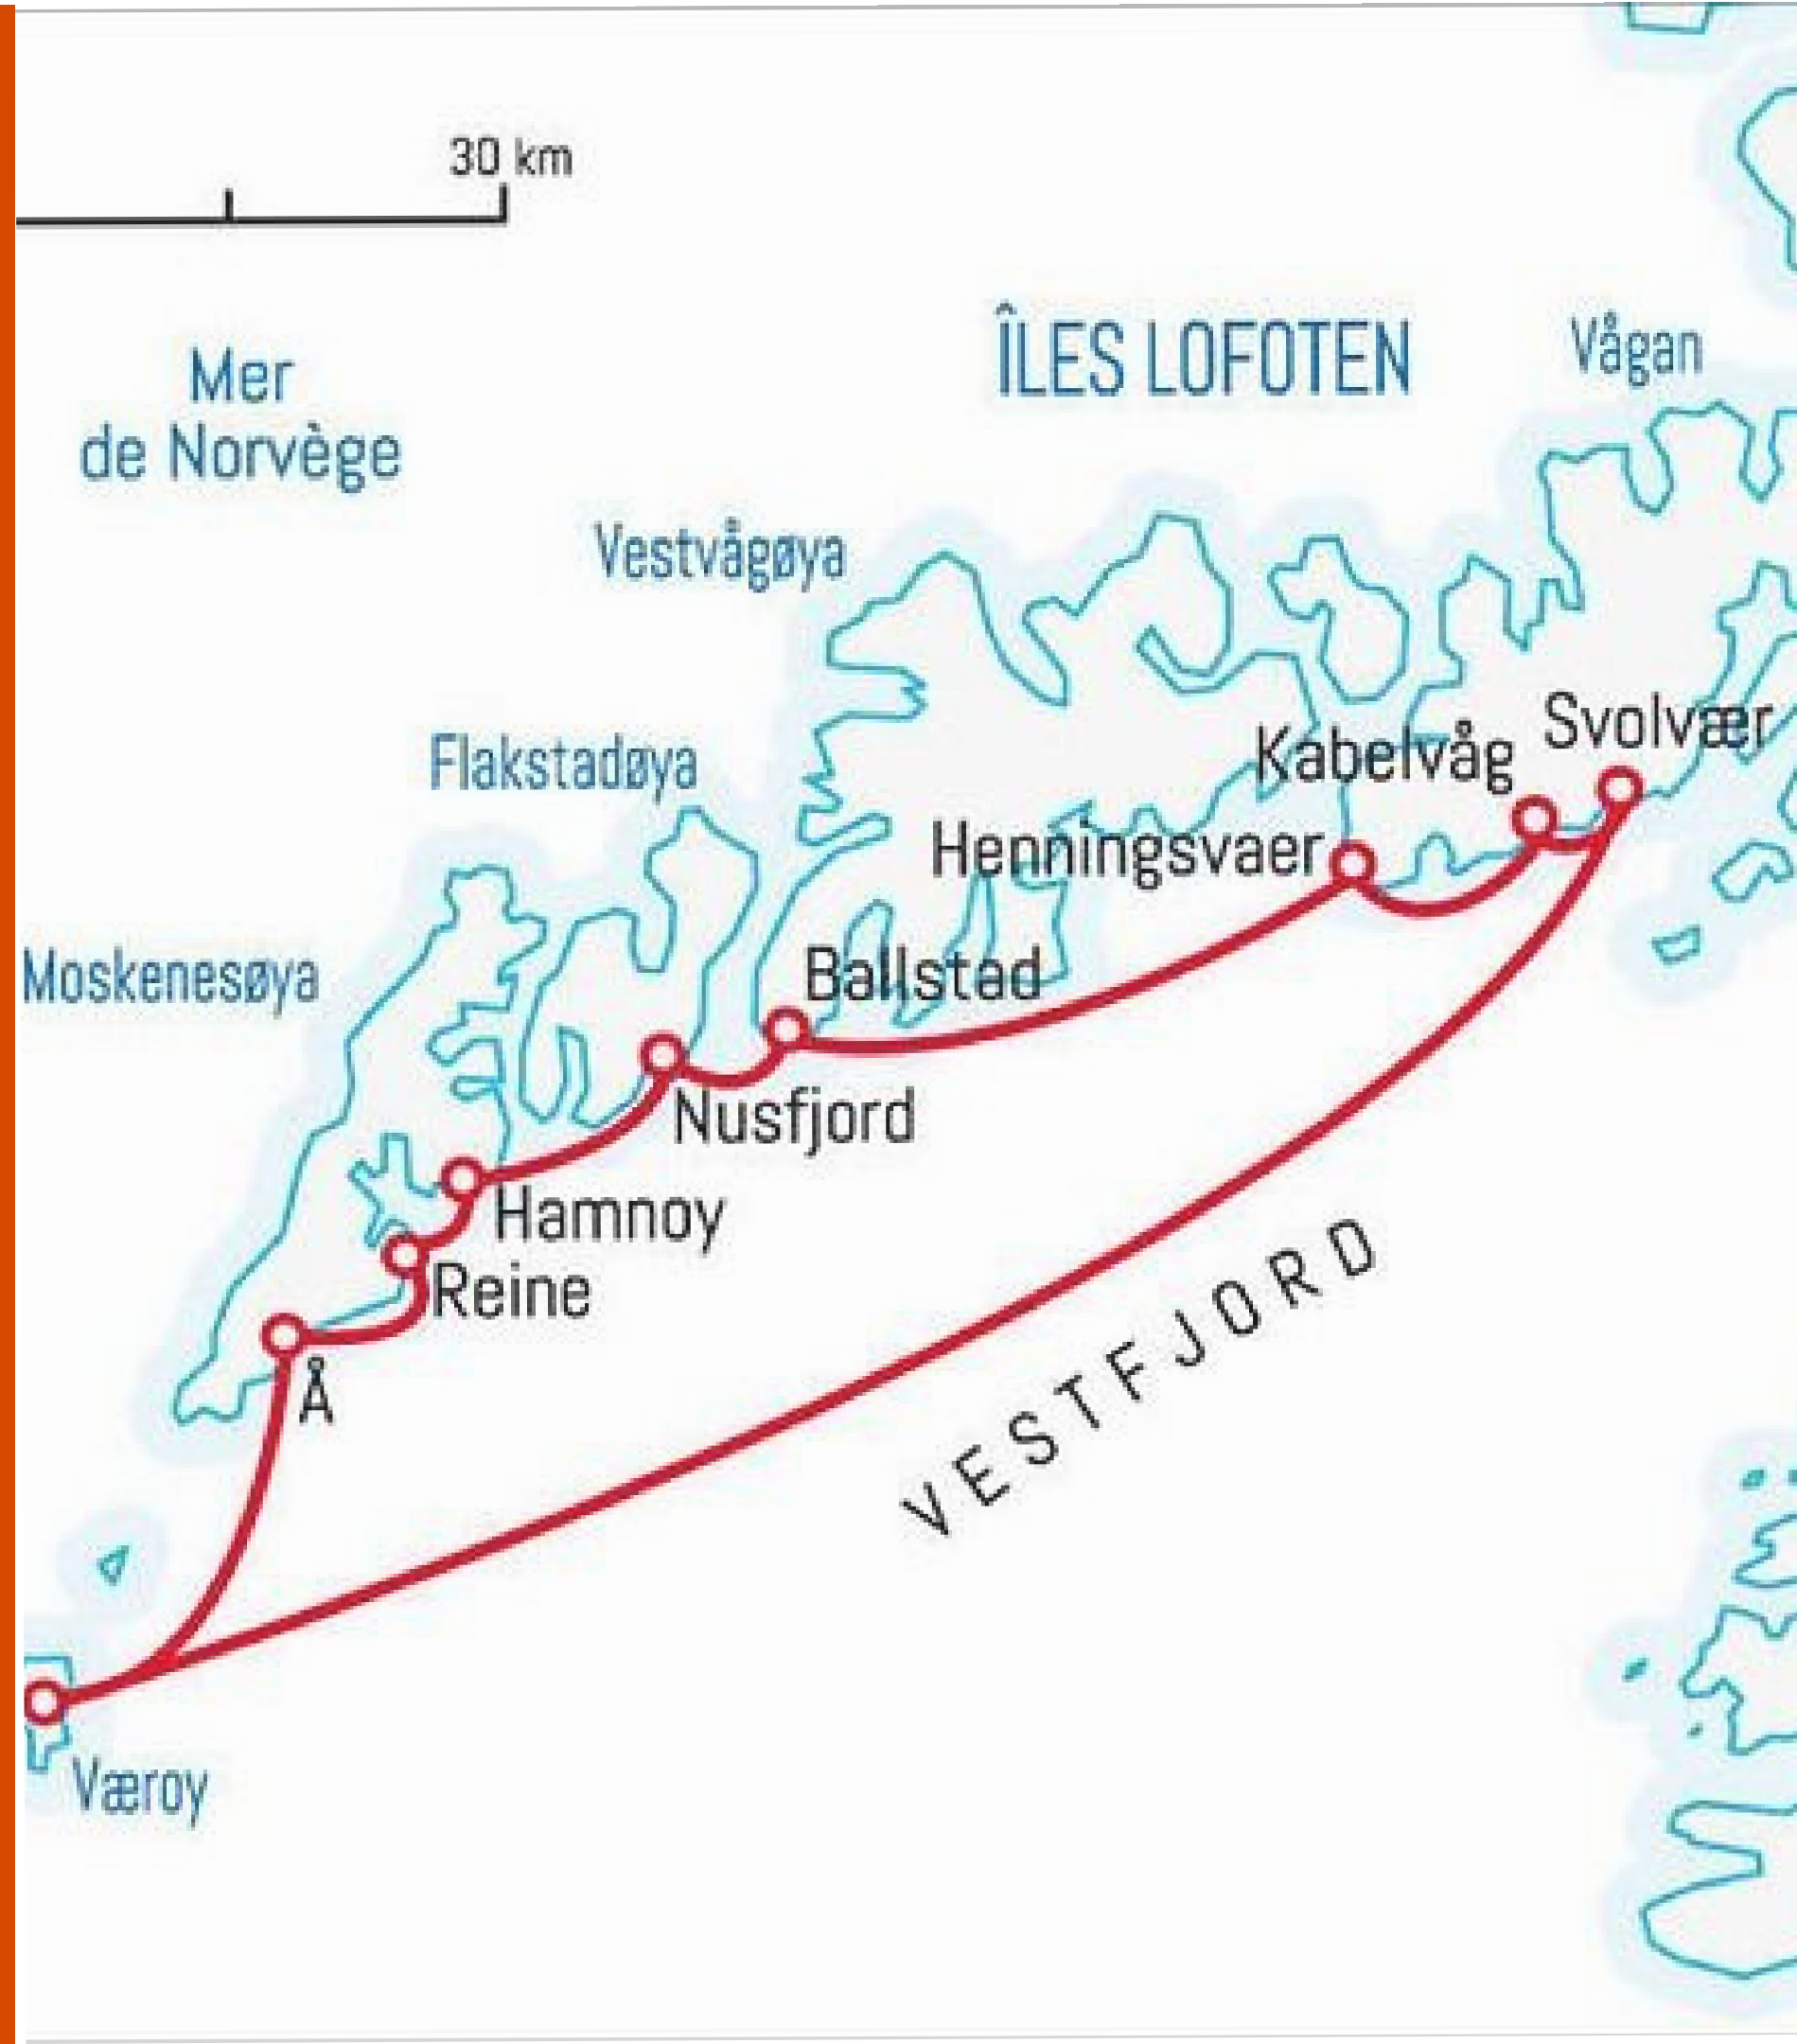 30 km
Mer
de Norvège
ÎLES LOFOTEN
Vågan
Vestvågøya
Flakstadøya
Svolvær
Kabelvåg
Henningsvaer
Moskenesøya
Ballstad
Nusfjord
Hamnoy
Reine
Å
VESTFJORD
Væroy